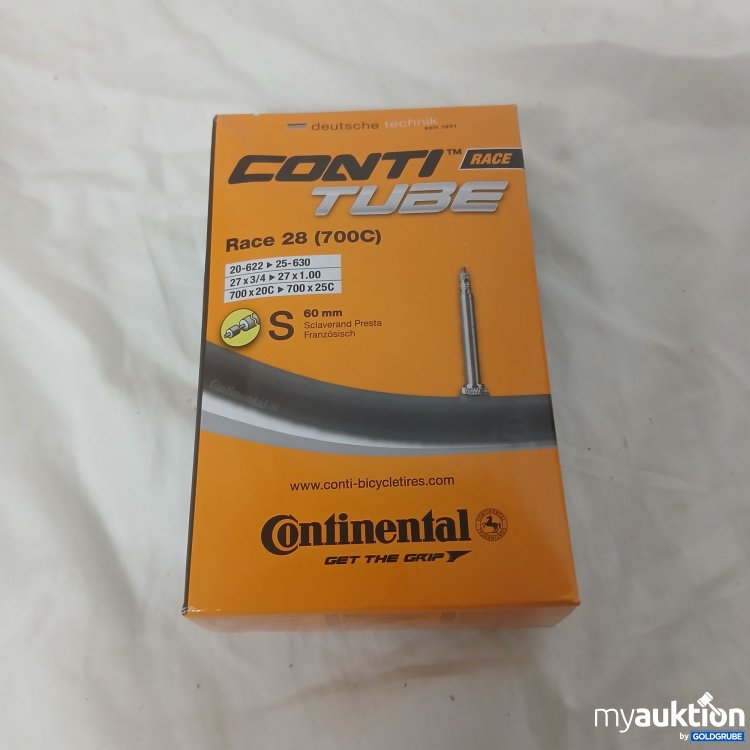 deutsche technik
seit 1871
CONTI™ RACE
TUBE
Race 28 (700C)
20-622 ▸ 25-630
27 x 3/4 ▸ 27 x 1.00
700 x 20C ▸ 700 x 25C
S 60 mm
Sclaverand Presta
Französisch
Continental
www.conti-bicycletires.com
Continental
GET THE GRIP
myauktion
by GOLDGRUBE